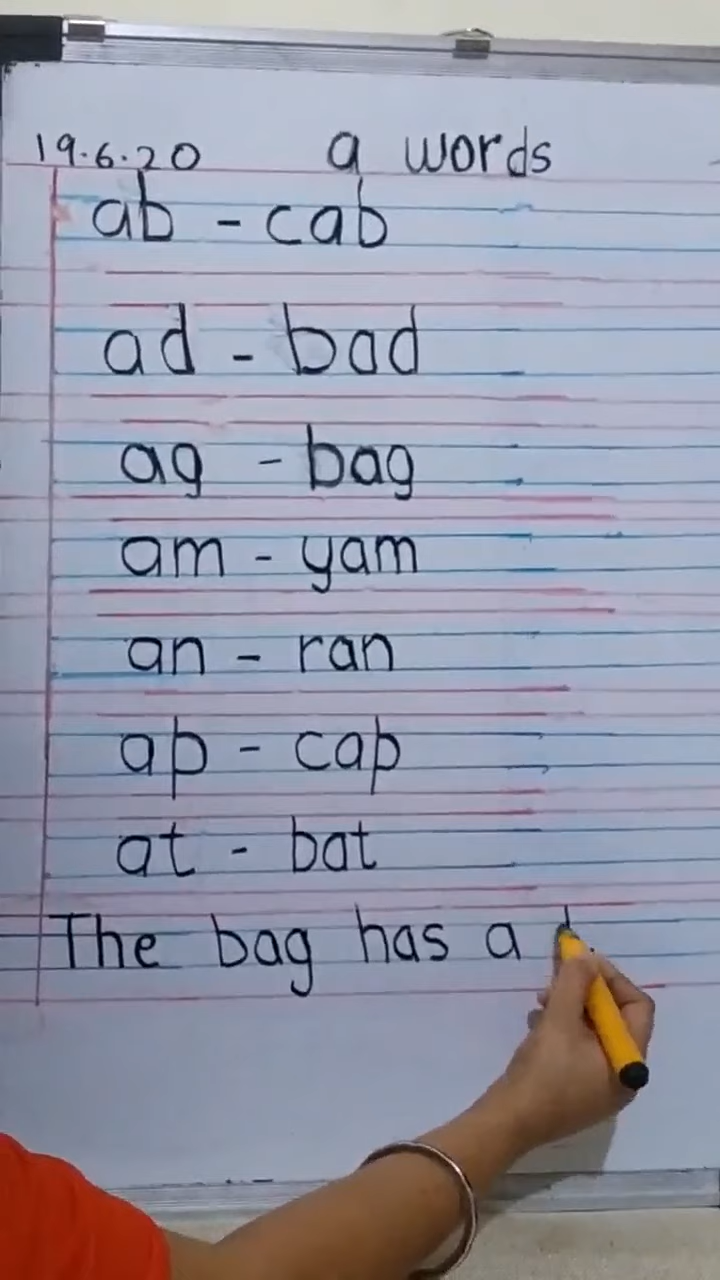 19.6.20 a words
ab - cab
ad - bad
ag - bag
am - yam
an - ran
ap - cap
at - bat
The bag has a